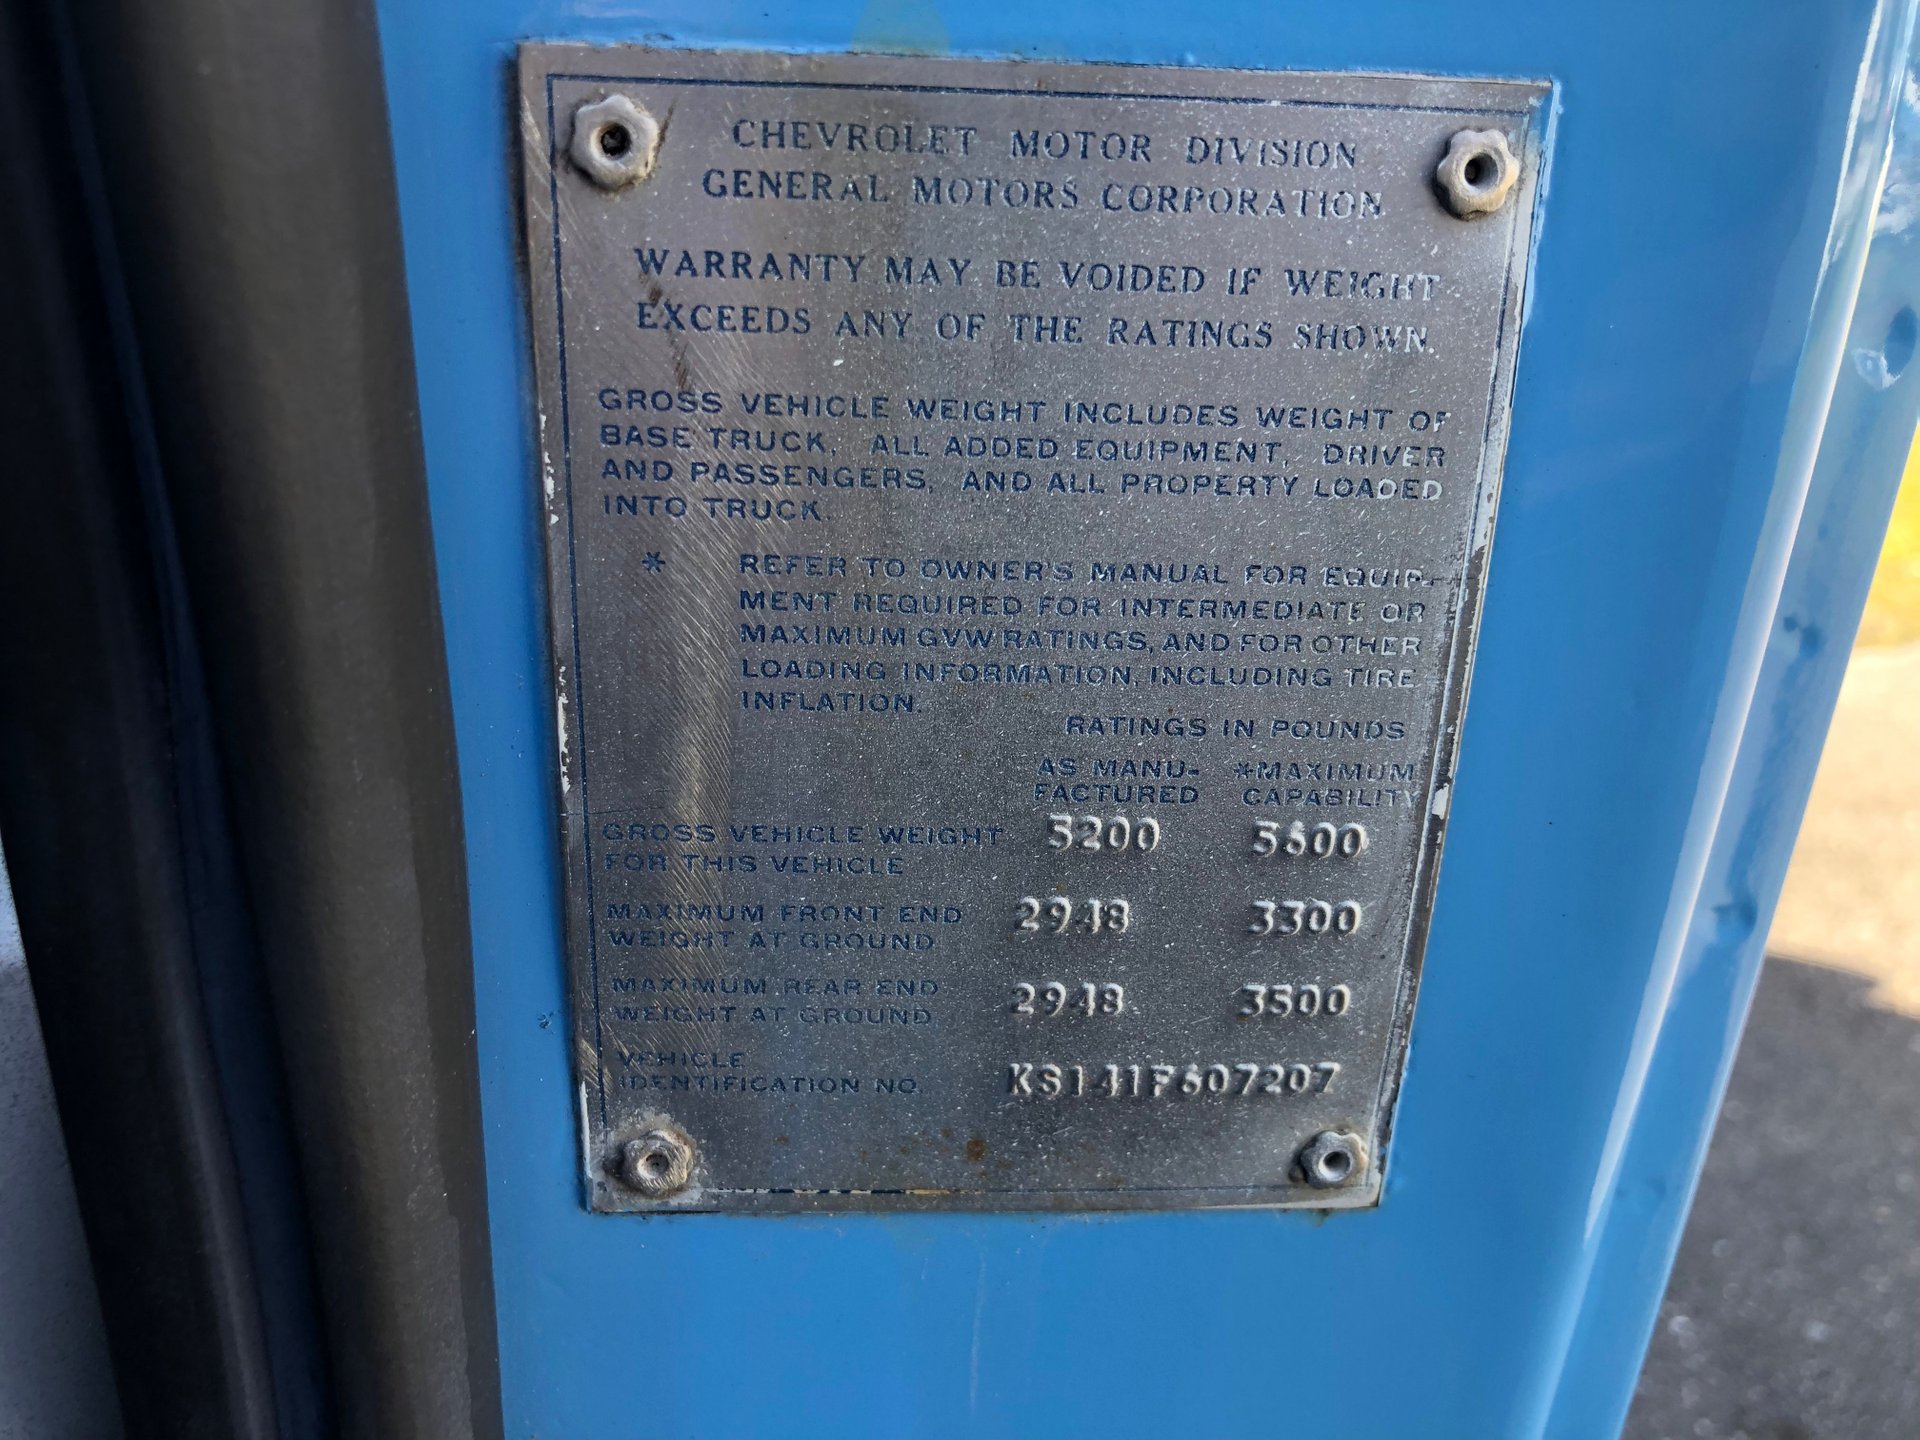 CHEVROLET MOTOR DIVISION
GENERAL MOTORS CORPORATION
WARRANTY MAY BE VOIDED IF WEIGHT
EXCEEDS ANY OF THE RATINGS SHOWN.
GROSS VEHICLE WEIGHT INCLUDES WEIGHT OF
BASE TRUCK, ALL ADDED EQUIPMENT, DRIVER
AND PASSENGERS, AND ALL PROPERTY LOADED
INTO TRUCK.
* REFER TO OWNER'S MANUAL FOR EQUIP-
MENT REQUIRED FOR INTERMEDIATE OR
MAXIMUM GVW RATINGS, AND FOR OTHER
LOADING INFORMATION, INCLUDING TIRE
INFLATION.
RATINGS IN POUNDS
AS MANU- *MAXIMUM
FACTURED CAPABILITY
GROSS VEHICLE WEIGHT 5200 5600
FOR THIS VEHICLE
MAXIMUM FRONT END 2948 3300
WEIGHT AT GROUND
MAXIMUM REAR END 2948 3500
WEIGHT AT GROUND
VEHICLE
IDENTIFICATION NO. KS141F607207